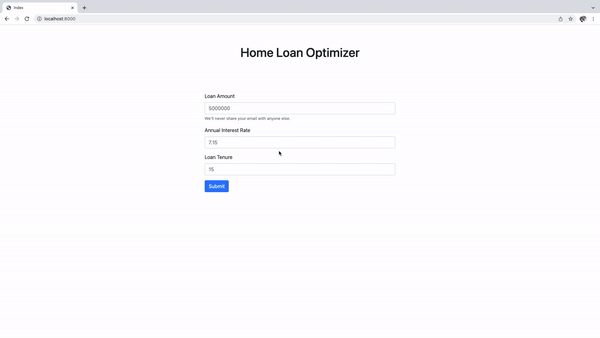 Index
localhost:8000
Home Loan Optimizer
Loan Amount
5000000
We'll never share your email with anyone else.
Annual Interest Rate
7.15
Loan Tenure
15
Submit